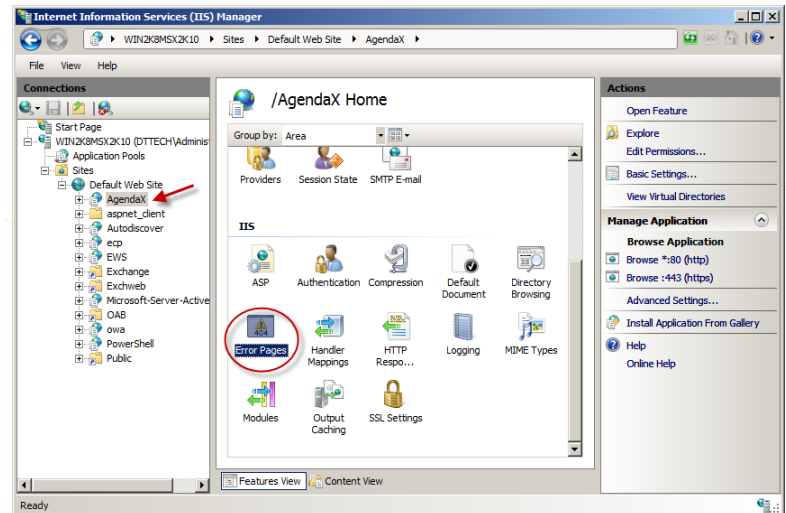 Internet Information Services (IIS) Manager
WIN2K8MSX2K10 Sites Default Web Site AgendaX
File View Help
Connections
Start Page
WIN2K8MSX2K10 (DTTECH\Adminis
Application Pools
Sites
Default Web Site
AgendaX
aspnet_client
Autodiscover
ecp
EWS
Exchange
Exchweb
Microsoft-Server-Active
OAB
owa
PowerShell
Public
/AgendaX Home
Group by: Area
Providers Session State SMTP E-mail
IIS
ASP Authentication Compression Default Document Directory Browsing
404
Error Pages Handler Mappings HTTP Respo... Logging MIME Types
Modules Output Caching SSL Settings
Features View Content View
Actions
Open Feature
Explore
Edit Permissions...
Basic Settings...
View Virtual Directories
Manage Application
Browse Application
Browse *:80 (http)
Browse :443 (https)
Advanced Settings...
Install Application From Gallery
Help
Online Help
Ready